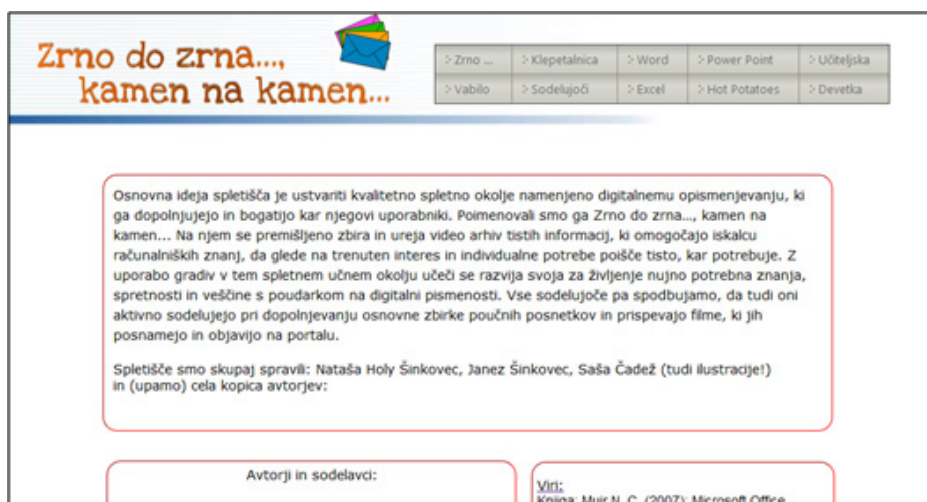 Zrno do zrna...,
kamen na kamen...
> Zrno ... > Klepetalnica > Word > Power Point > Učiteljska
> Vabilo > Sodelujoči > Excel > Hot Potatoes > Devetka
Osnovna ideja spletišča je ustvariti kvalitetno spletno okolje namenjeno digitalnemu opismenjevanju, ki
ga dopolnjujejo in bogatijo kar njegovi uporabniki. Poimenovali smo ga Zrno do zrna..., kamen na
kamen... Na njem se premišljeno zbira in ureja video arhiv tistih informacij, ki omogočajo iskalcu
računalniških znanj, da glede na trenuten interes in individualne potrebe poišče tisto, kar potrebuje. Z
uporabo gradiv v tem spletnem učnem okolju učeči se razvija svoja za življenje nujno potrebna znanja,
spretnosti in veščine s poudarkom na digitalni pismenosti. Vse sodelujoče pa spodbujamo, da tudi oni
aktivno sodelujejo pri dopolnjevanju osnovne zbirke poučnih posnetkov in prispevajo filme, ki jih
posnamejo in objavijo na portalu.
Spletišče smo skupaj spravili: Nataša Holy Šinkovec, Janez Šinkovec, Saša Čadež (tudi ilustracije!)
in (upamo) cela kopica avtorjev:
Avtorji in sodelavci:
Viri:
Knjiga: Muir N. C. (2007): Microsoft Office